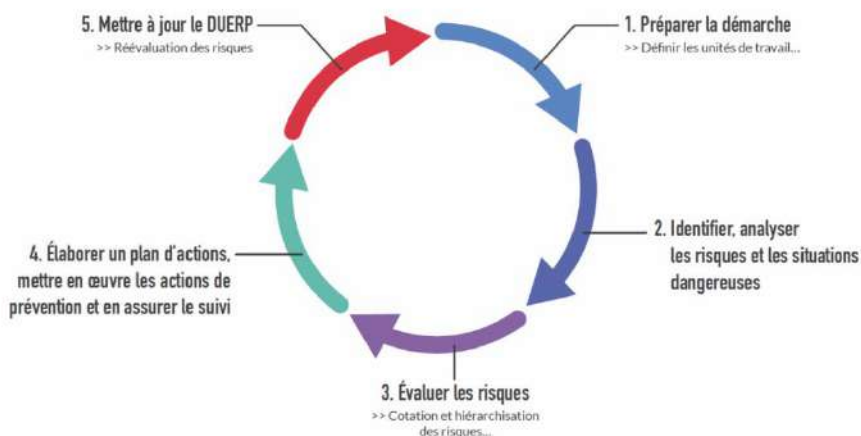 1. Préparer la démarche
>> Définir les unités de travail...
2. Identifier, analyser
les risques et les situations
dangereuses
3. Évaluer les risques
>> Cotation et hiérarchisation
des risques...
4. Élaborer un plan d'actions,
mettre en œuvre les actions de
prévention et en assurer le suivi
5. Mettre à jour le DUERP
>> Réévaluation des risques